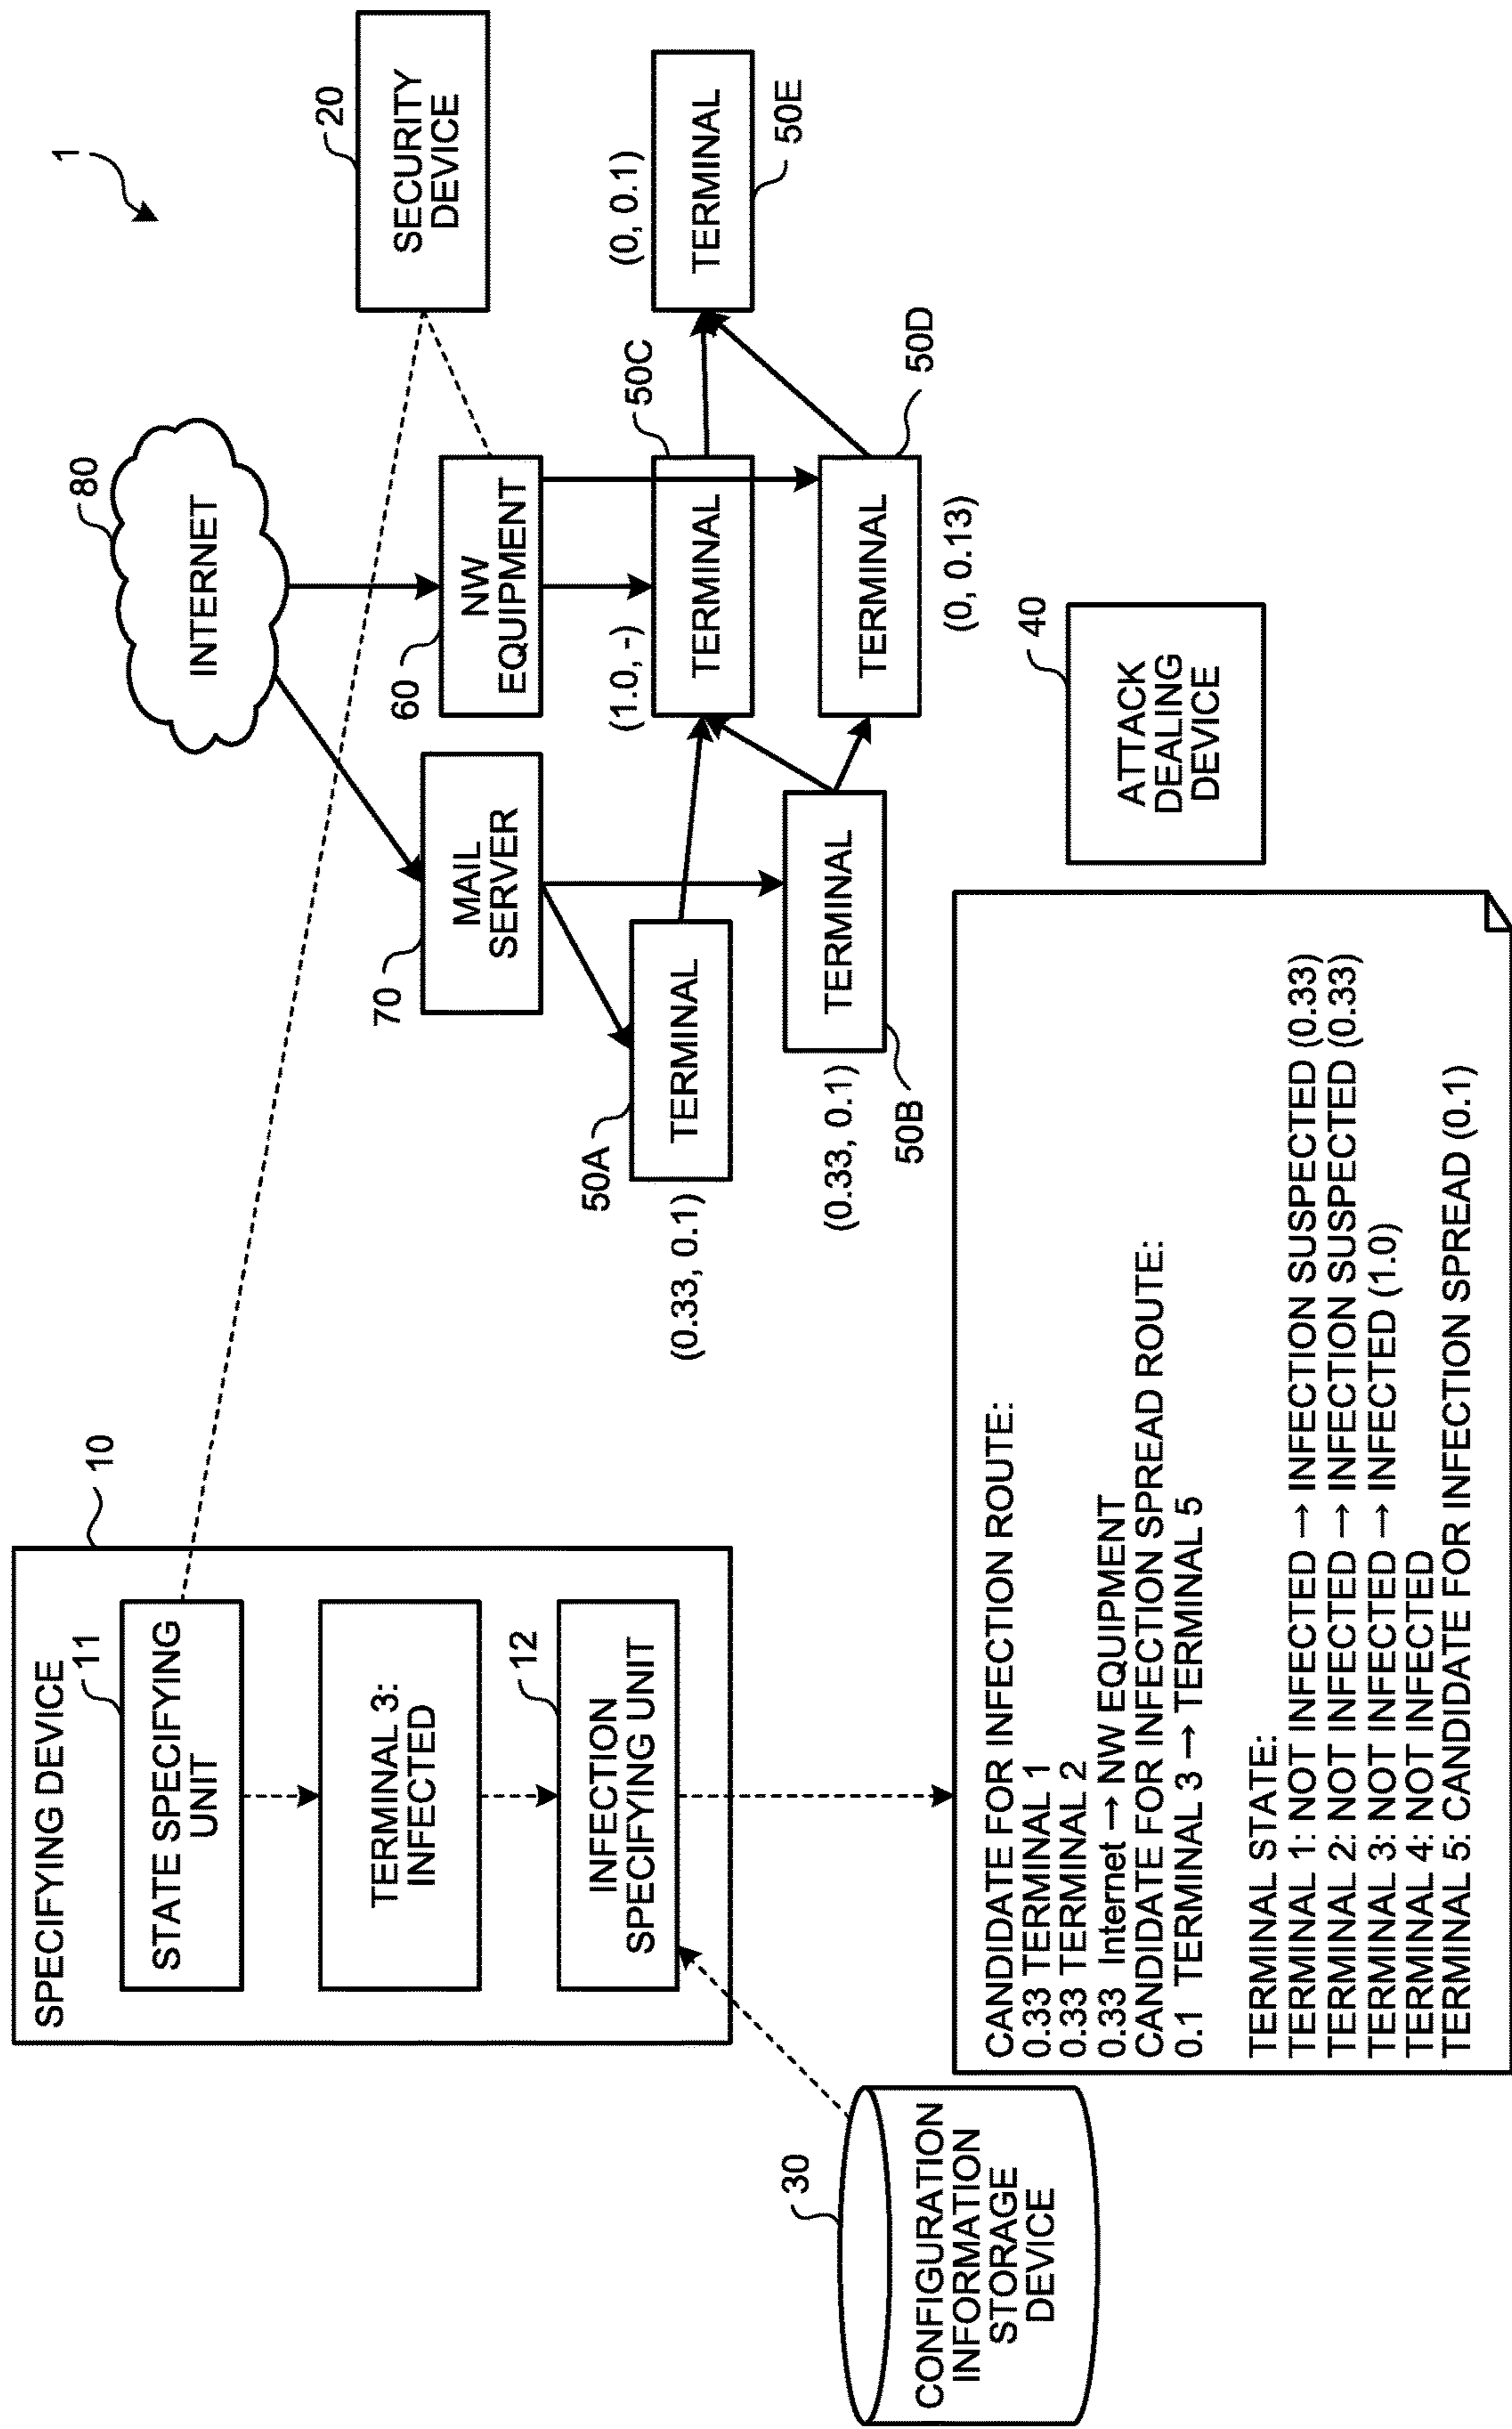 1
SPECIFYING DEVICE
10
11
STATE SPECIFYING
UNIT
TERMINAL 3:
INFECTED
12
INFECTION
SPECIFYING UNIT
30
CONFIGURATION
INFORMATION
STORAGE
DEVICE
80
INTERNET
20
SECURITY
DEVICE
70
MAIL
SERVER
60
NW
EQUIPMENT
50A
TERMINAL
(0.33, 0.1)
TERMINAL
(0.33, 0.1)
50B
(1.0, -)
50C
TERMINAL
TERMINAL
50D
(0, 0.13)
(0, 0.1)
TERMINAL
50E
40
ATTACK
DEALING
DEVICE
CANDIDATE FOR INFECTION ROUTE:
0.33 TERMINAL 1
0.33 TERMINAL 2
0.33 Internet → NW EQUIPMENT
CANDIDATE FOR INFECTION SPREAD ROUTE:
0.1 TERMINAL 3 → TERMINAL 5
TERMINAL STATE:
TERMINAL 1: NOT INFECTED → INFECTION SUSPECTED (0.33)
TERMINAL 2: NOT INFECTED → INFECTION SUSPECTED (0.33)
TERMINAL 3: NOT INFECTED → INFECTED (1.0)
TERMINAL 4: NOT INFECTED
TERMINAL 5: CANDIDATE FOR INFECTION SPREAD (0.1)